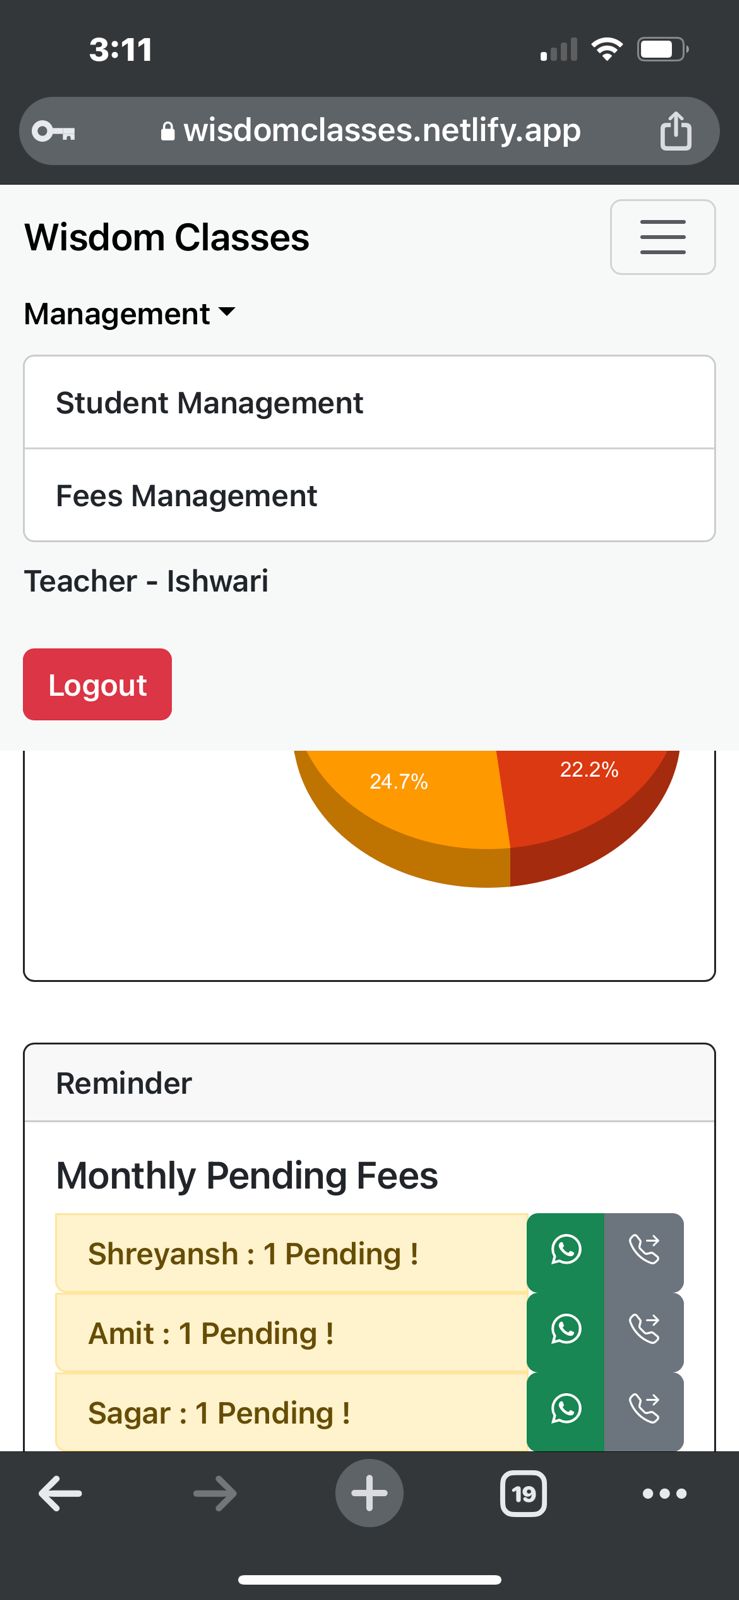 3:11
wisdomclasses.netlify.app
Wisdom Classes
Management
Student Management
Fees Management
Teacher - Ishwari
Logout
24.7%
22.2%
Reminder
Monthly Pending Fees
Shreyansh : 1 Pending !
Amit : 1 Pending !
Sagar : 1 Pending !
19